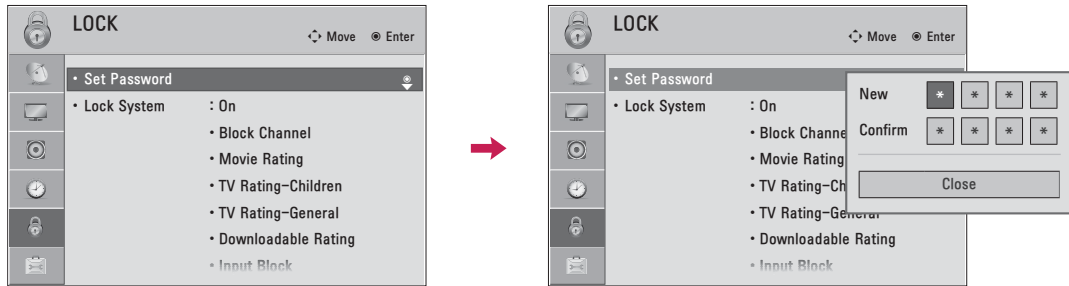 LOCK
Move Enter
• Set Password
• Lock System : On
• Block Channel
• Movie Rating
• TV Rating-Children
• TV Rating-General
• Downloadable Rating
• Input Block
LOCK
Move Enter
• Set Password
• Lock System : On
• Block Channe
• Movie Rating
• TV Rating-Ch
• TV Rating-General
• Downloadable Rating
• Input Block
New * * * *
Confirm * * * *
Close